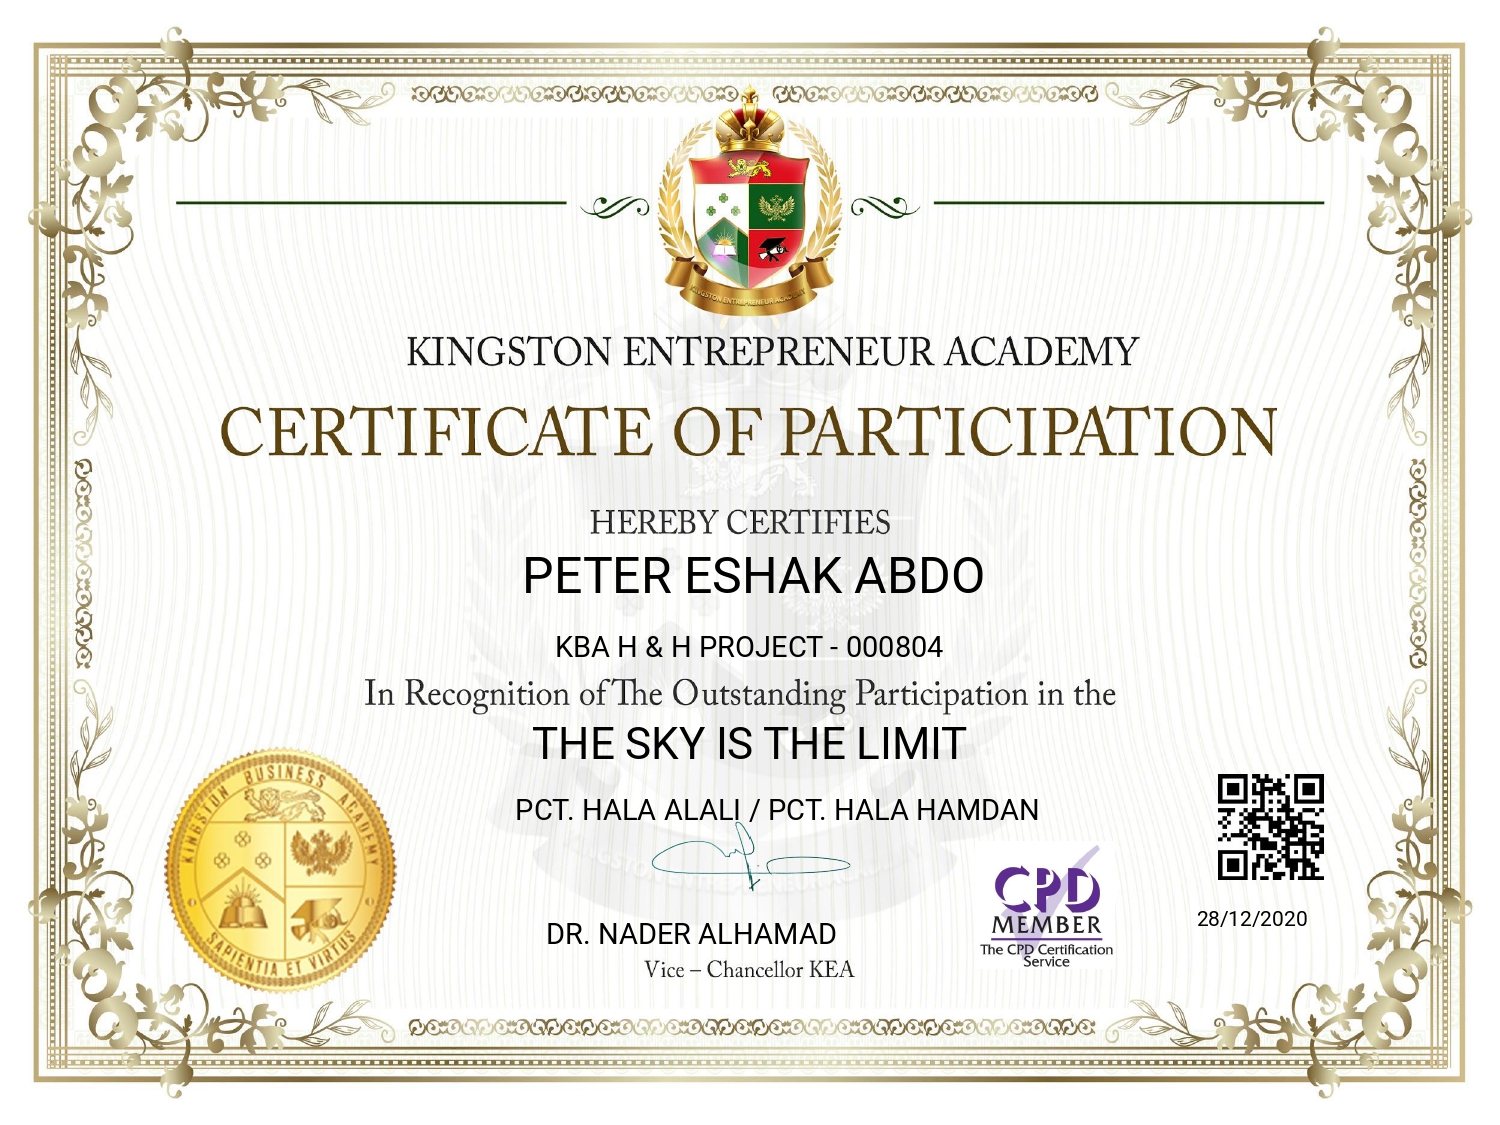 KINGSTON ENTREPRENEUR ACADEMY
KINGSTON ENTREPRENEUR ACADEMY
CERTIFICATE OF PARTICIPATION
HEREBY CERTIFIES
PETER ESHAK ABDO
KBA H & H PROJECT - 000804
In Recognition of The Outstanding Participation in the
THE SKY IS THE LIMIT
PCT. HALA ALALI / PCT. HALA HAMDAN
DR. NADER ALHAMAD
Vice – Chancellor KEA
KINGSTON BUSINESS ACADEMY
SAPIENTIA ET VIRTUS
CPD
MEMBER
The CPD Certification
Service
28/12/2020